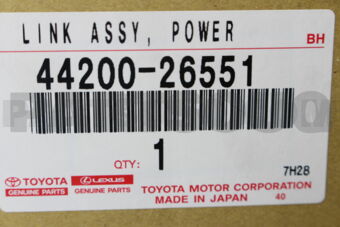 LINK ASSY, POWER
BH
44200-26551
QTY: 1
7H28
TOYOTA LEXUS
GENUINE PARTS GENUINE PARTS
TOYOTA MOTOR CORPORATION
MADE IN JAPAN 40